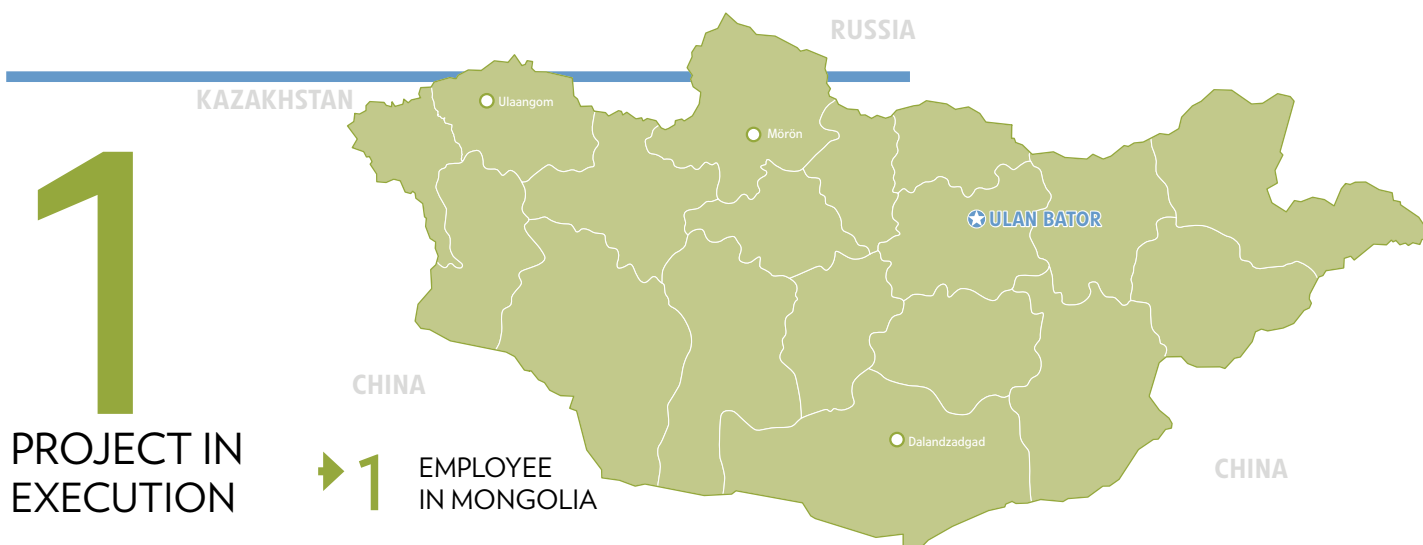 RUSSIA
KAZAKHSTAN
Ulaangom
Mörön
1
ULAN BATOR
CHINA
PROJECT IN
EXECUTION
1
EMPLOYEE
IN MONGOLIA
Dalandzadgad
CHINA